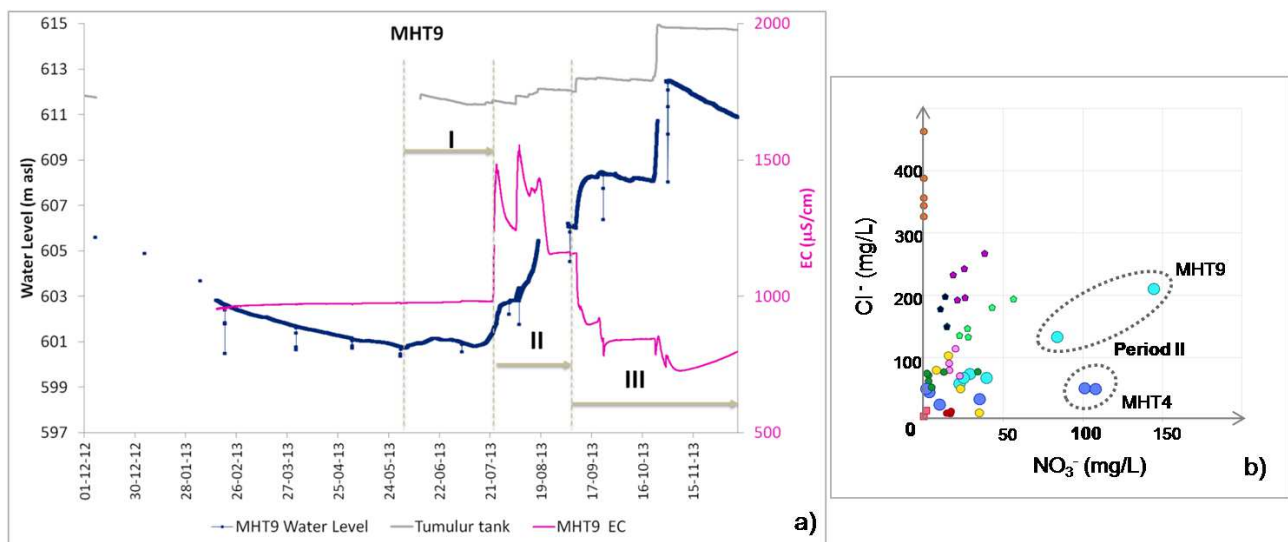 MHT9
615
613
611
609
607
605
603
601
599
597
Water Level (m asl)
2000
1500
1000
500
EC (µS/cm)
I
II
III
01-12-12
30-12-12
28-01-13
26-02-13
27-03-13
25-04-13
24-05-13
22-06-13
21-07-13
19-08-13
17-09-13
16-10-13
15-11-13
MHT9 Water Level
Tumulur tank
MHT9 EC
a)
400
300
200
100
0
Cl⁻ (mg/L)
MHT9
Period II
MHT4
50
100
150
NO₃⁻ (mg/L)
b)